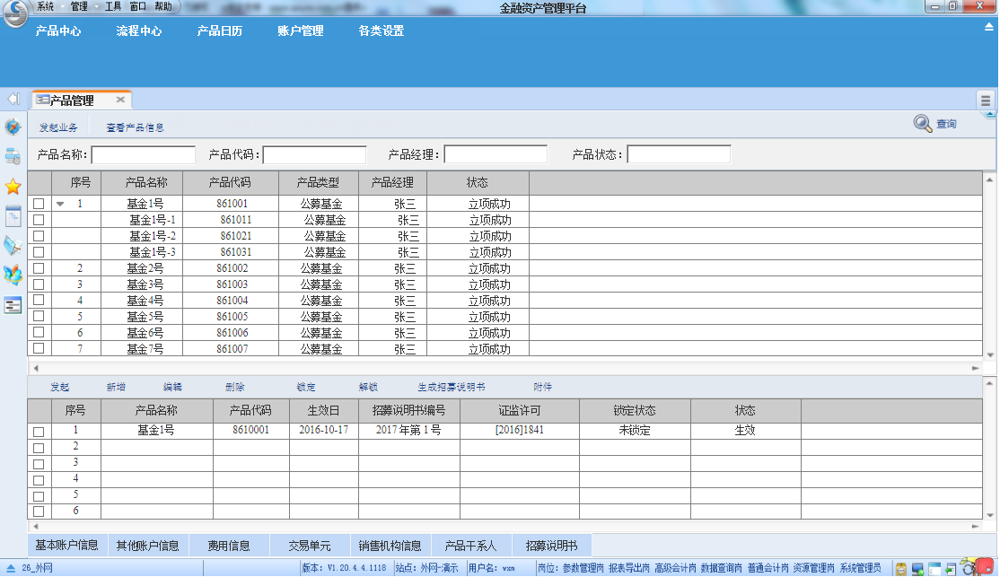 系统 管理 工具 窗口 帮助
金融资产管理平台
产品中心 流程中心 产品日历 账户管理 各类设置
产品管理
发起业务 查看产品信息 查询
产品名称: 产品代码: 产品经理: 产品状态:
序号 产品名称 产品代码 产品类型 产品经理 状态
1 基金1号 861001 公募基金 张三 立项成功
基金1号-1 861011 公募基金 张三 立项成功
基金1号-2 861021 公募基金 张三 立项成功
基金1号-3 861031 公募基金 张三 立项成功
2 基金2号 861002 公募基金 张三 立项成功
3 基金3号 861003 公募基金 张三 立项成功
4 基金4号 861004 公募基金 张三 立项成功
5 基金5号 861005 公募基金 张三 立项成功
6 基金6号 861006 公募基金 张三 立项成功
7 基金7号 861007 公募基金 张三 立项成功
发起 新增 编辑 删除 锁定 解锁 生成招募说明书 附件
序号 产品名称 产品代码 生效日 招募说明书编号 证监许可 锁定状态 状态
1 基金1号 8610001 2016-10-17 2017年第1号 [2016]1841 未锁定 生效
2
3
4
5
6
基本账户信息 其他账户信息 费用信息 交易单元 销售机构信息 产品干系人 招募说明书
26_外网 版本: V1.20.4.4.1118 站点: 外网-演示 用户名: wxm 岗位: 参数管理岗 报表导出岗 高级会计岗 数据查询岗 普通会计岗 资源管理岗 系统管理员